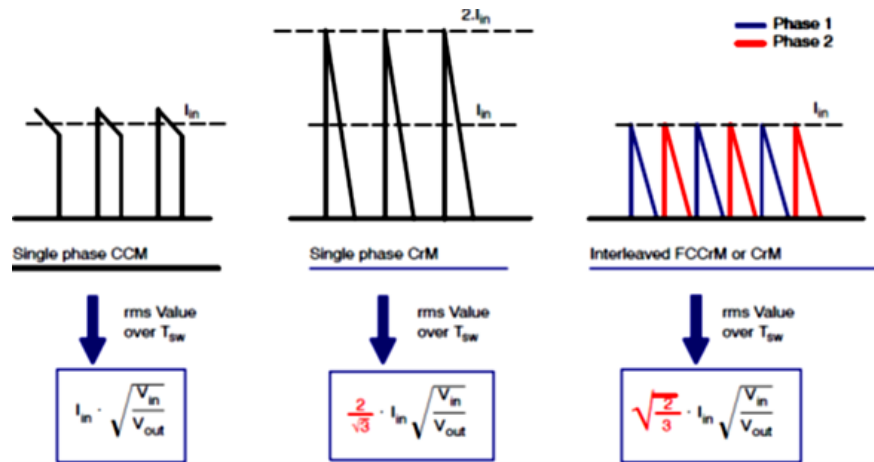 2.Iin
Phase 1
Phase 2
Iin
Iin
Iin
Single phase CCM
Single phase CrM
Interleaved FCCrM or CrM
rms Value
over Tsw
rms Value
over Tsw
rms Value
over Tsw
Iin · √(Vin/Vout)
2/√3 · Iin √(Vin/Vout)
√(2/3) · Iin √(Vin/Vout)